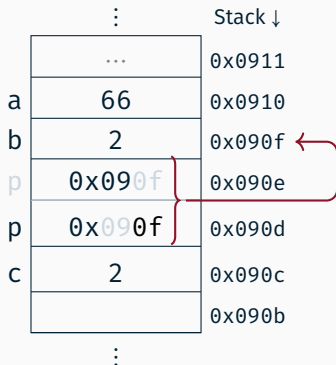 ⋮ Stack ↓
... 0x0911
a 66 0x0910
b 2 0x090f
p 0x090f 0x090e
p 0x090f 0x090d
c 2 0x090c
0x090b
⋮